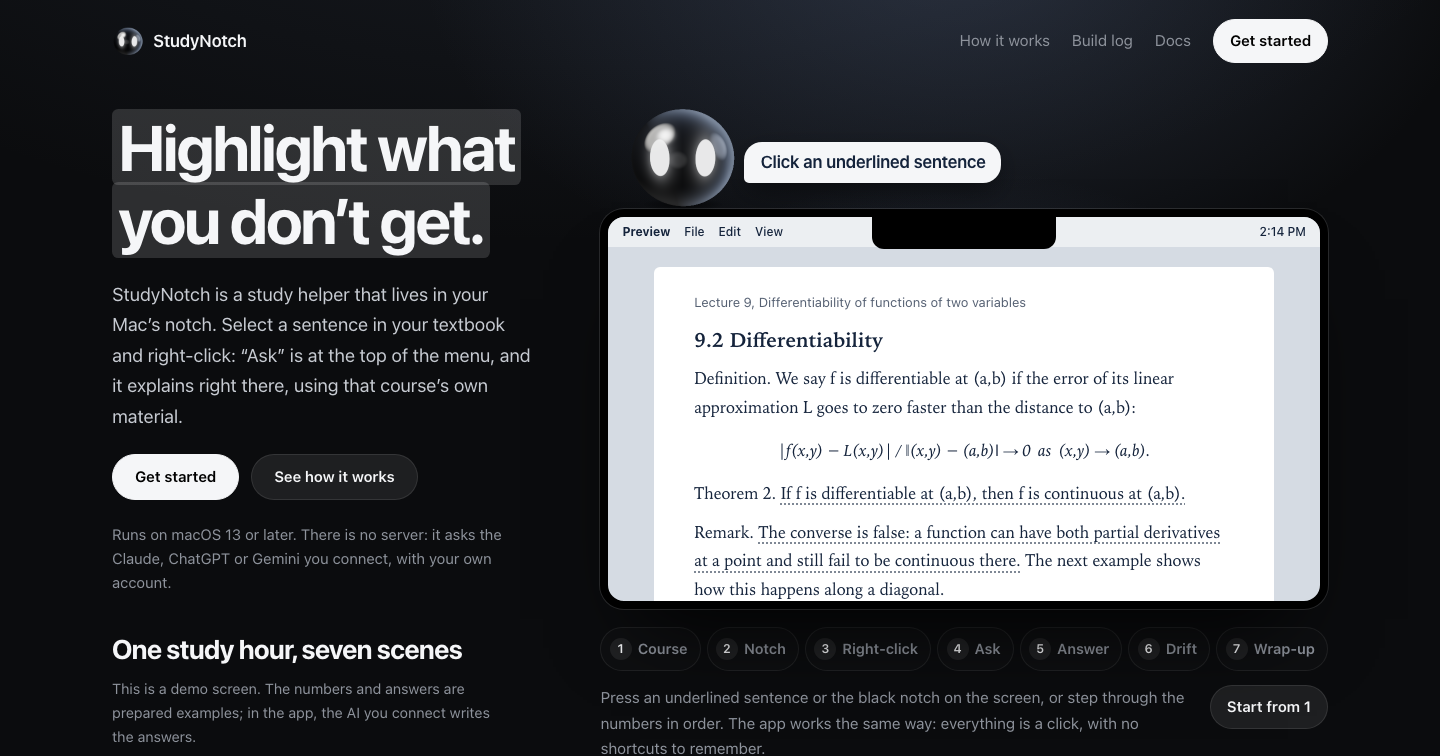 StudyNotch
How it works
Build log
Docs
Get started
Highlight what
you don’t get.
StudyNotch is a study helper that lives in your
Mac’s notch. Select a sentence in your textbook
and right-click: “Ask” is at the top of the menu, and
it explains right there, using that course’s own
material.
Get started
See how it works
Runs on macOS 13 or later. There is no server: it asks the
Claude, ChatGPT or Gemini you connect, with your own
account.
One study hour, seven scenes
This is a demo screen. The numbers and answers are
prepared examples; in the app, the AI you connect writes
the answers.
Click an underlined sentence
Preview File Edit View
2:14 PM
Lecture 9, Differentiability of functions of two variables
9.2 Differentiability
Definition. We say f is differentiable at (a,b) if the error of its linear
approximation L goes to zero faster than the distance to (a,b):
|f(x,y) − L(x,y)| / ‖(x,y) − (a,b)‖ → 0 as (x,y) → (a,b).
Theorem 2. If f is differentiable at (a,b), then f is continuous at (a,b).
Remark. The converse is false: a function can have both partial derivatives
at a point and still fail to be continuous there. The next example shows
how this happens along a diagonal.
1 Course
2 Notch
3 Right-click
4 Ask
5 Answer
6 Drift
7 Wrap-up
Press an underlined sentence or the black notch on the screen, or step through the
numbers in order. The app works the same way: everything is a click, with no
shortcuts to remember.
Start from 1